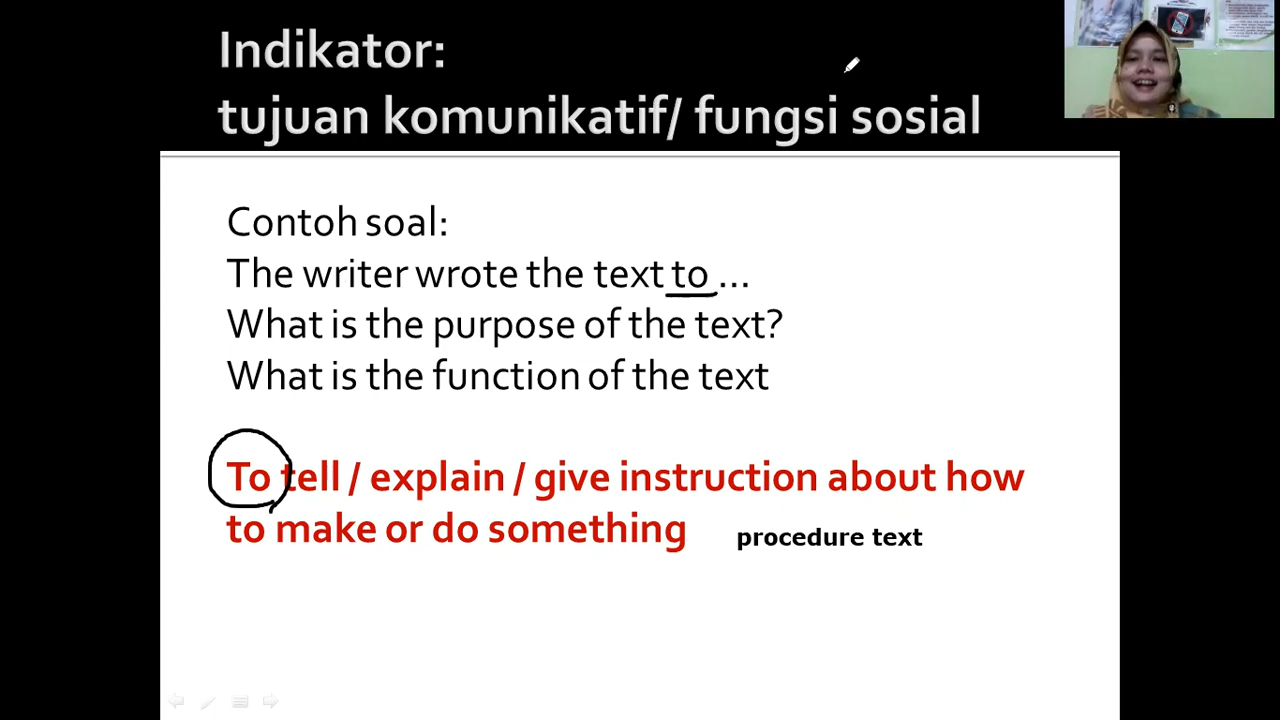 Indikator:
tujuan komunikatif/ fungsi sosial
Contoh soal:
The writer wrote the text to ...
What is the purpose of the text?
What is the function of the text
To tell / explain / give instruction about how
to make or do something
procedure text